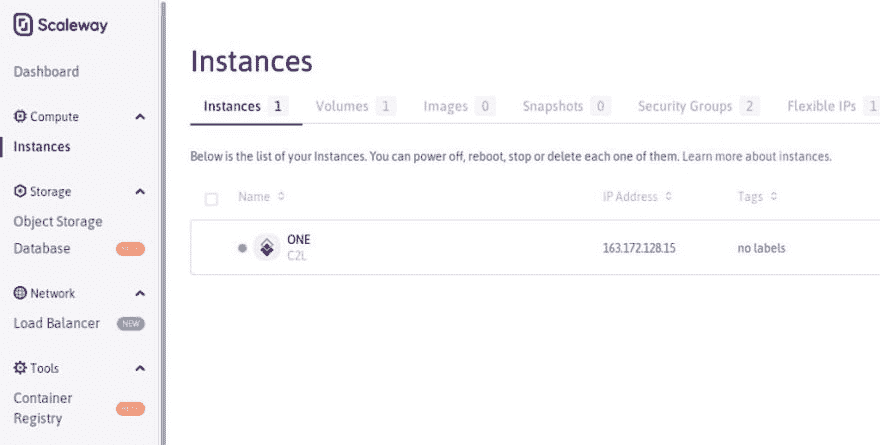 Scaleway
Dashboard
Compute
Instances
Storage
Object Storage
Database
Network
Load Balancer NEW
Tools
Container
Registry
Instances
Instances 1 Volumes 1 Images 0 Snapshots 0 Security Groups 2 Flexible IPs 1
Below is the list of your Instances. You can power off, reboot, stop or delete each one of them. Learn more about instances.
Name IP Address Tags
ONE
C2L
163.172.128.15 no labels